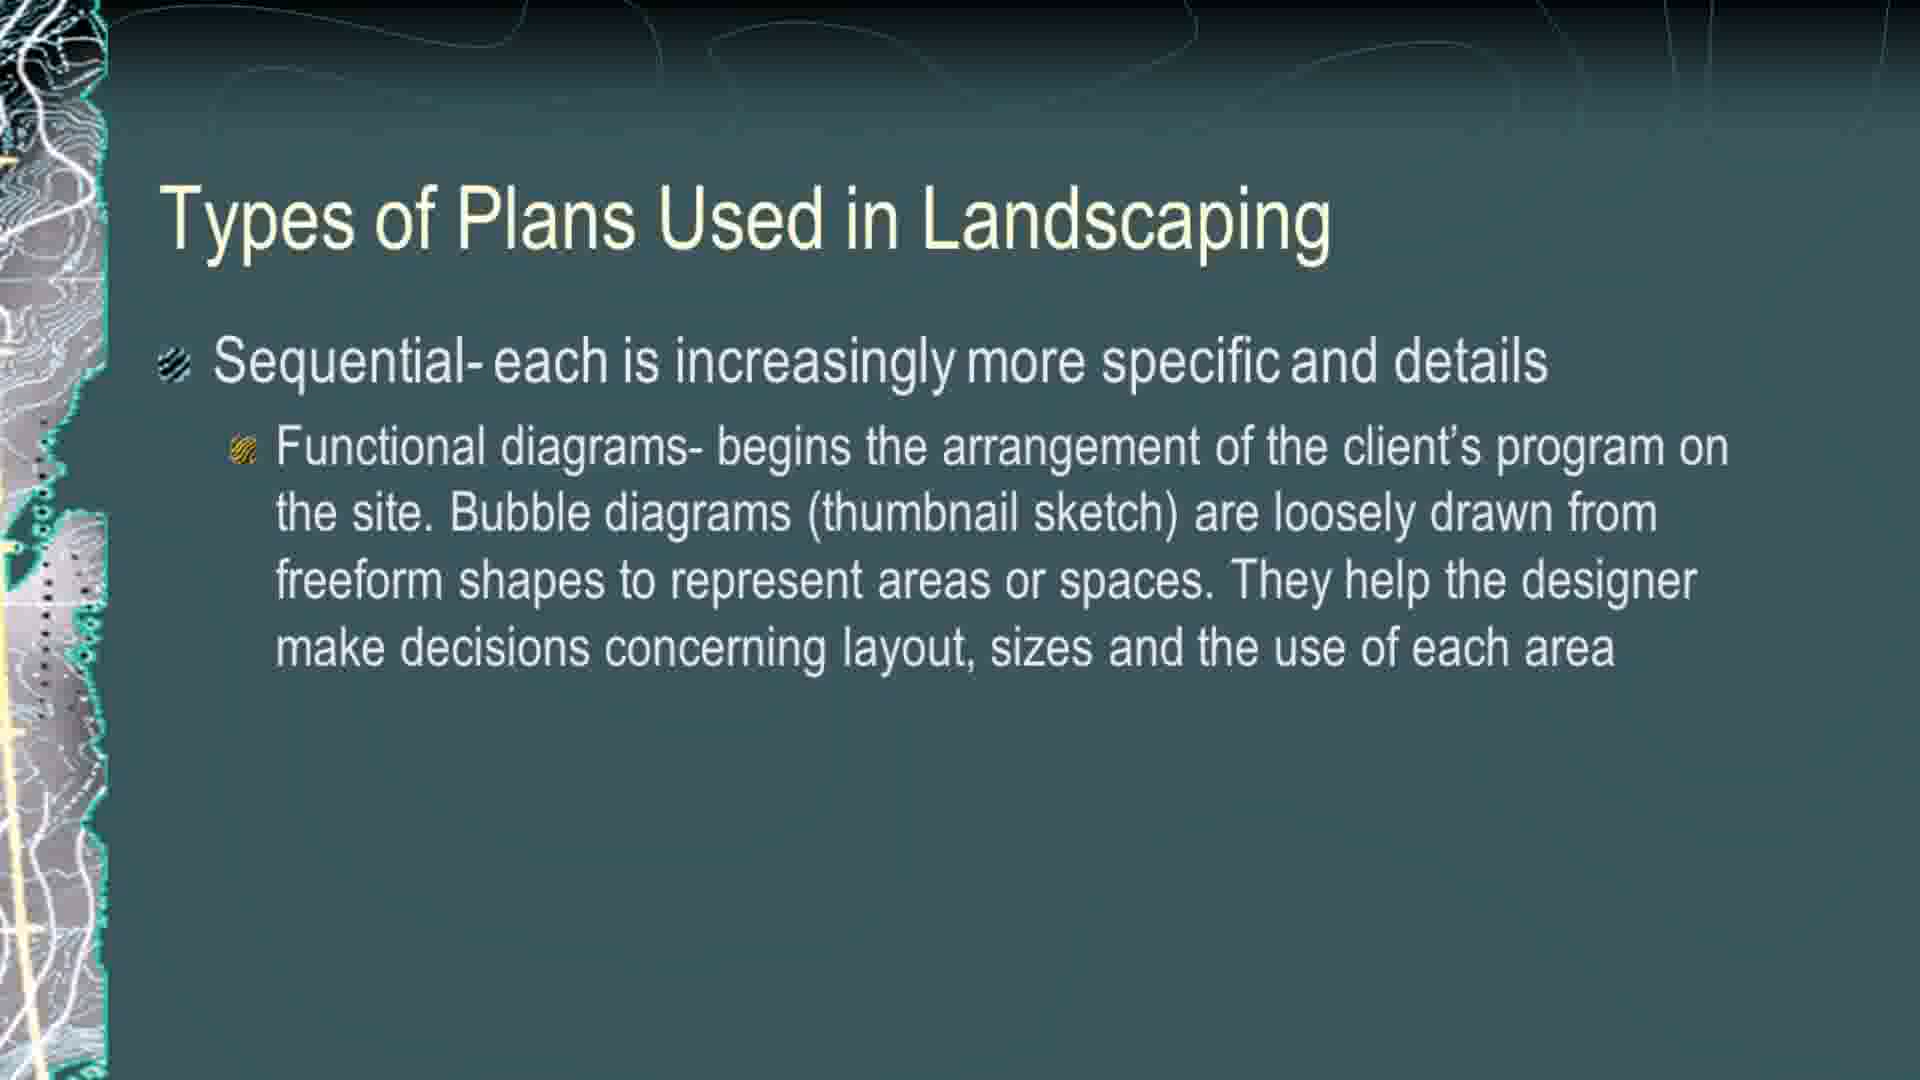 Types of Plans Used in Landscaping
Sequential- each is increasingly more specific and details
Functional diagrams- begins the arrangement of the client’s program on
the site. Bubble diagrams (thumbnail sketch) are loosely drawn from
freeform shapes to represent areas or spaces. They help the designer
make decisions concerning layout, sizes and the use of each area